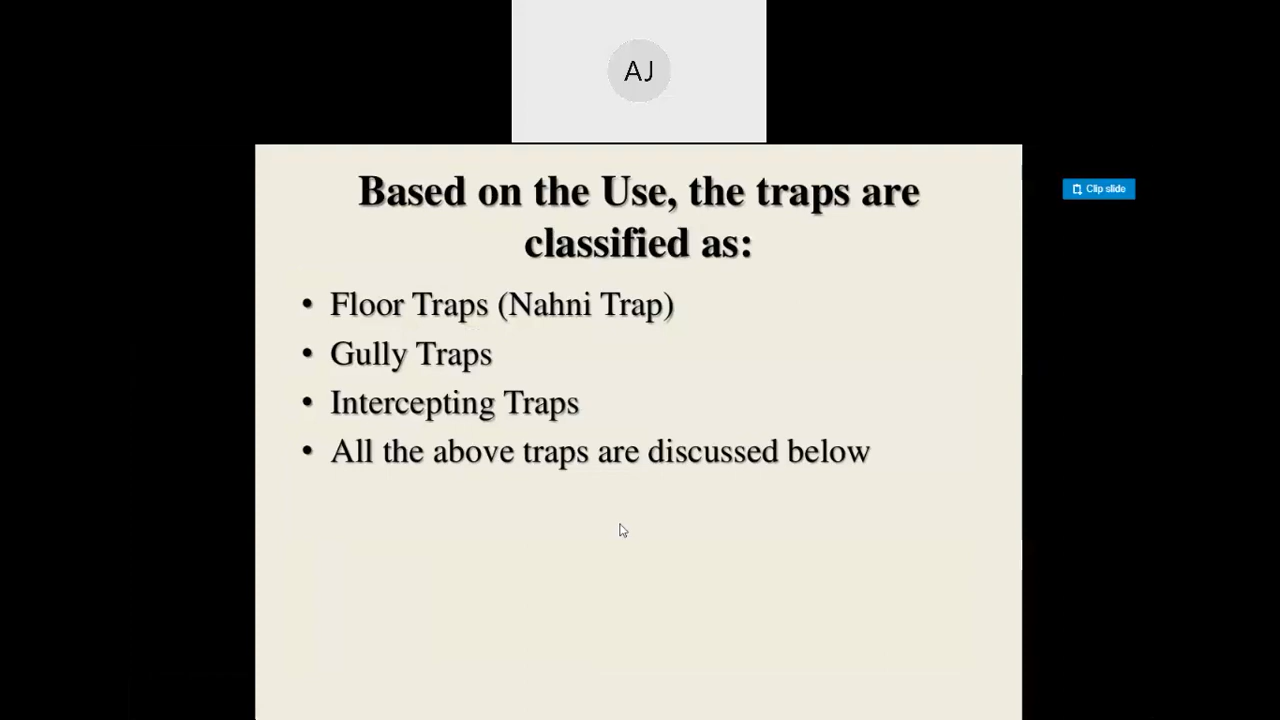 AJ
Based on the Use, the traps are
classified as:
Clip slide
• Floor Traps (Nahni Trap)
• Gully Traps
• Intercepting Traps
• All the above traps are discussed below